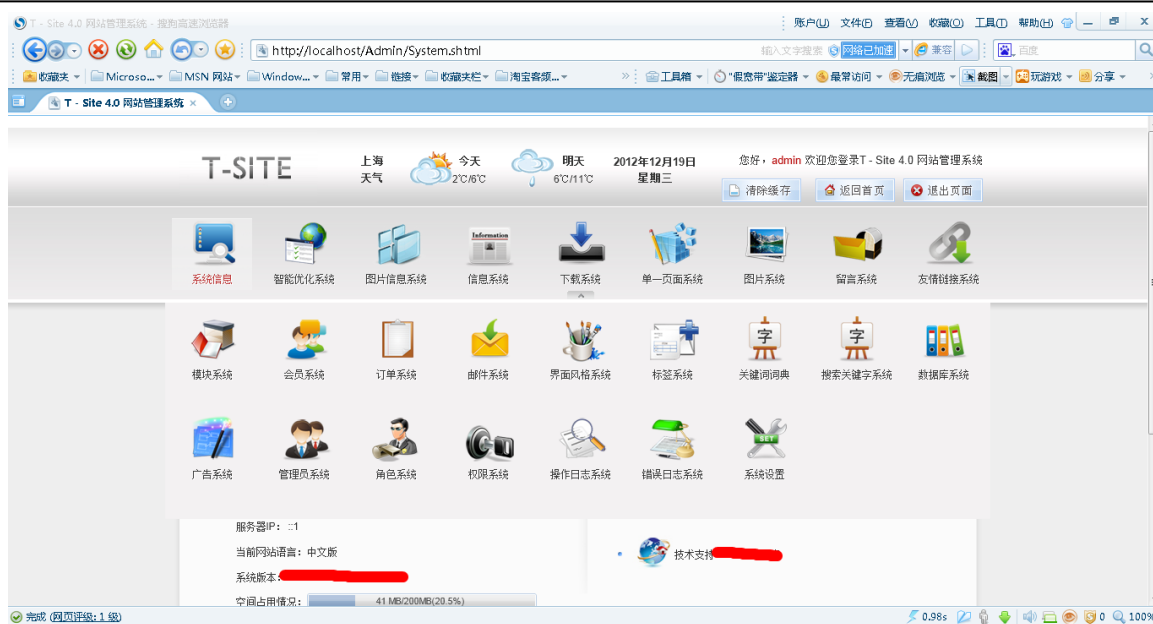 T - Site 4.0 网站管理系统 - 搜狗高速浏览器
账户(U) 文件(F) 查看(V) 收藏(O) 工具(T) 帮助(H)
http://localhost/Admin/System.shtml
输入文字搜索 网络已加速 兼容 百度
收藏夹 Microso... MSN 网站 Window... 常用 链接 收藏夹栏 淘宝客频... » 工具箱 "假宽带"鉴定器 最常访问 无痕浏览 截图 玩游戏 分享
T - Site 4.0 网站管理系统 ×
T-SITE
上海 今天 明天 2012年12月19日 您好,admin 欢迎您登录T - Site 4.0 网站管理系统
天气 2℃/6℃ 6℃/11℃ 星期三
清除缓存 返回首页 退出页面
Information
系统信息 智能优化系统 图片信息系统 信息系统 下载系统 单一页面系统 图片系统 留言系统 友情链接系统
字 字
模块系统 会员系统 订单系统 邮件系统 界面风格系统 标签系统 关键词词典 搜索关键字系统 数据库系统
SET
广告系统 管理员系统 角色系统 权限系统 操作日志系统 错误日志系统 系统设置
服务器IP: ::1
当前网站语言:中文版
技术支持
系统版本:
空间占用情况: 41 MB/200MB(20.5%)
完成 (网页评级: 1 级) 0.98s 0 100%